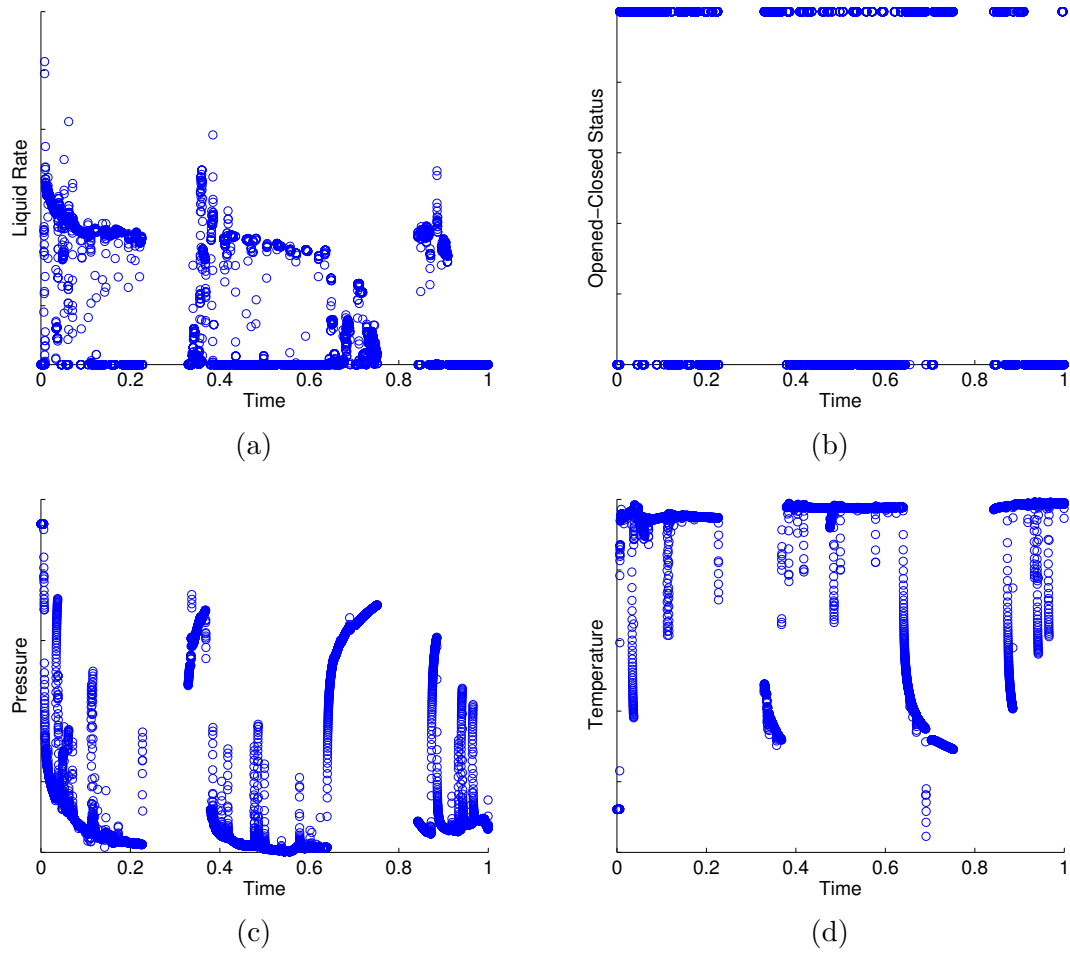 Liquid Rate
0 0.2 0.4 0.6 0.8 1
Time
(a)
Opened-Closed Status
0 0.2 0.4 0.6 0.8 1
Time
(b)
Pressure
0 0.2 0.4 0.6 0.8 1
Time
(c)
Temperature
0 0.2 0.4 0.6 0.8 1
Time
(d)